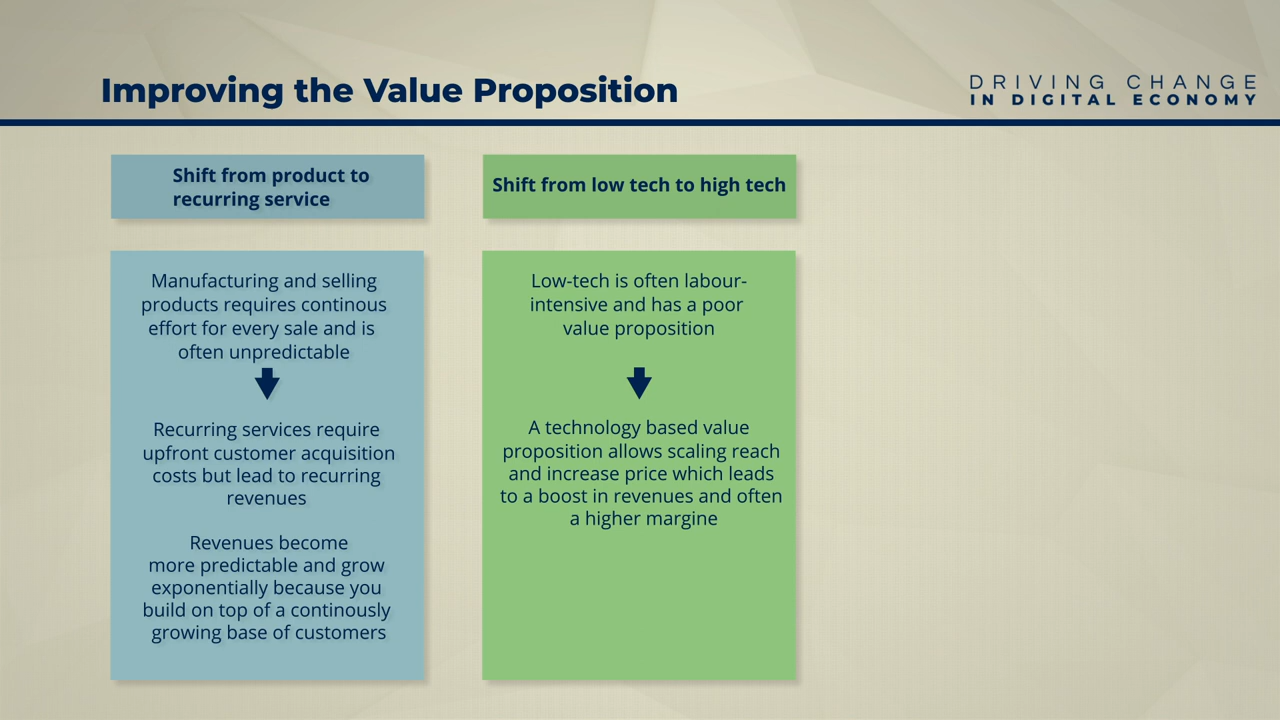 Improving the Value Proposition
DRIVING CHANGE
IN DIGITAL ECONOMY
Shift from product to
recurring service
Manufacturing and selling
products requires continous
effort for every sale and is
often unpredictable
Recurring services require
upfront customer acquisition
costs but lead to recurring
revenues
Revenues become
more predictable and grow
exponentially because you
build on top of a continously
growing base of customers
Shift from low tech to high tech
Low-tech is often labour-
intensive and has a poor
value proposition
A technology based value
proposition allows scaling reach
and increase price which leads
to a boost in revenues and often
a higher margine